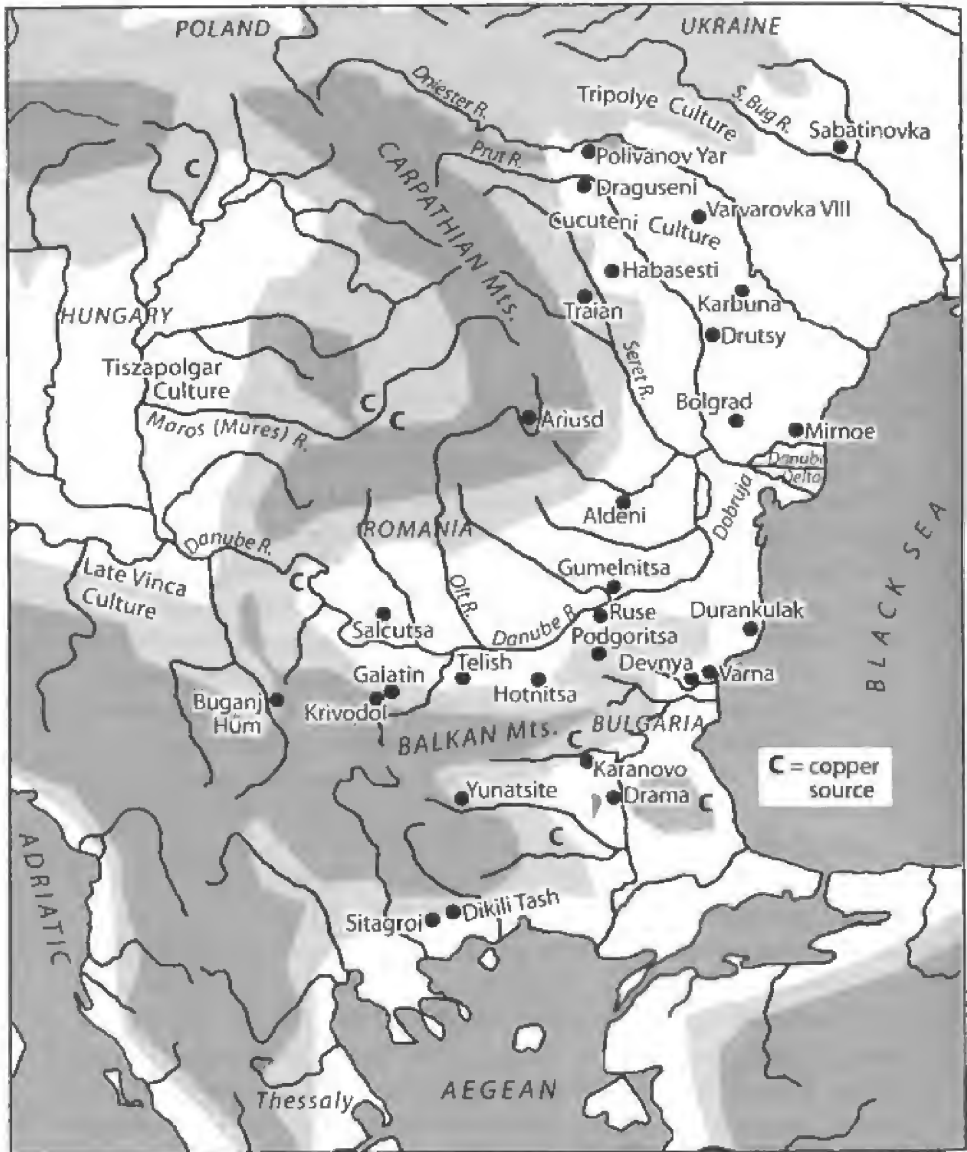 POLAND
UKRAINE
Dniester R.
Tripolye Culture
S. Bug R.
Sabatinovka
C
Prut R.
Polivanov Yar
CARPATHIAN Mts.
Draguseni
Varvarovka VIII
Cucuteni Culture
Habasesti
Karbuna
Traian
HUNGARY
Drutsy
Seret R.
Tiszapolgar
Culture
C
C
Maros (Mures) R.
Ariusd
Bolgrad
Mirnoe
Danube
Delta
Dobruja
Aldeni
ROMANIA
Danube R.
Late Vinca
Culture
C
Gumelnitsa
Olt R.
Ruse
Durankulak
Salcutsa
Danube R.
Podgoritsa
Telish
Devnya
Varna
Galatin
Hotnitsa
Buganj
Hum
Krivodol
BALKAN Mts.
BULGARIA
BLACK SEA
C
C = copper
source
Karanovo
Yunatsite
Drama
C
C
ADRIATIC
Sitagroi
Dikili Tash
Thessaly
AEGEAN